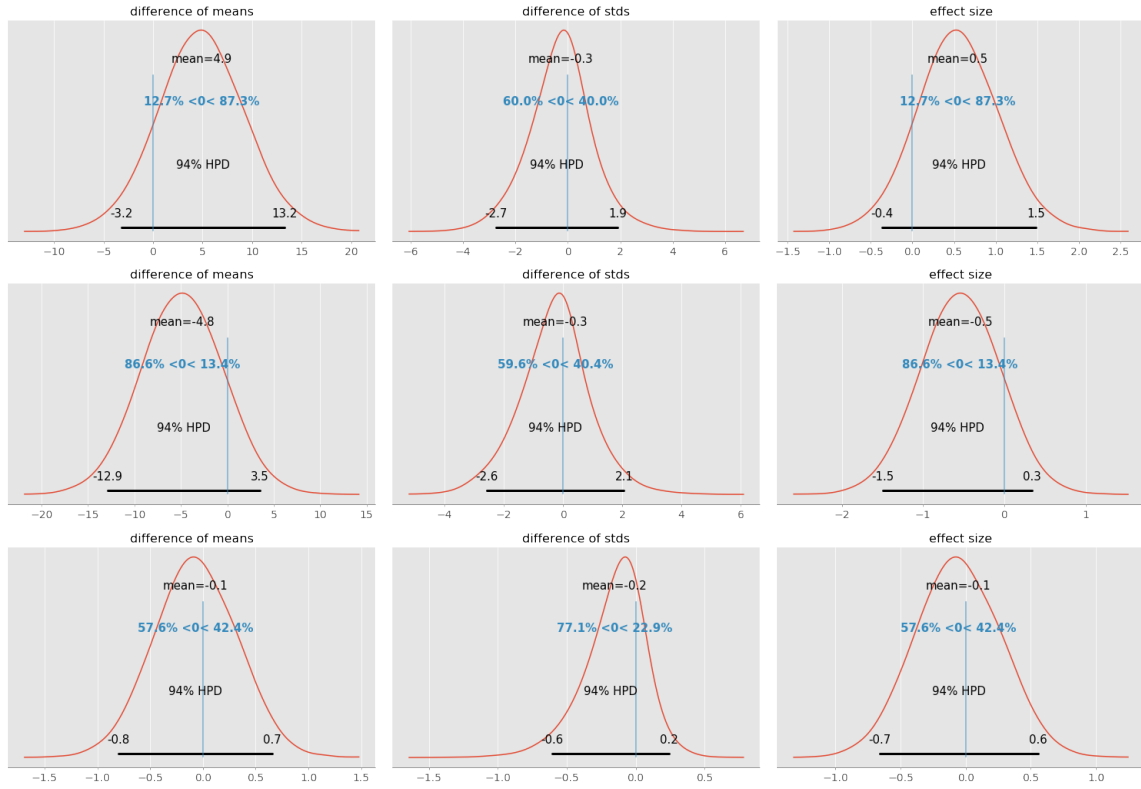 difference of means
difference of stds
effect size
mean=4.9
mean=-0.3
mean=0.5
12.7% <0< 87.3%
60.0% <0< 40.0%
12.7% <0< 87.3%
94% HPD
94% HPD
94% HPD
-3.2 13.2
-2.7 1.9
-0.4 1.5
−10 −5 0 5 10 15 20
−6 −4 −2 0 2 4 6
−1.5 −1.0 −0.5 0.0 0.5 1.0 1.5 2.0 2.5
difference of means
difference of stds
effect size
mean=-4.8
mean=-0.3
mean=-0.5
86.6% <0< 13.4%
59.6% <0< 40.4%
86.6% <0< 13.4%
94% HPD
94% HPD
94% HPD
-12.9 3.5
-2.6 2.1
-1.5 0.3
−20 −15 −10 −5 0 5 10 15
−4 −2 0 2 4 6
−2 −1 0 1
difference of means
difference of stds
effect size
mean=-0.1
mean=-0.2
mean=-0.1
57.6% <0< 42.4%
77.1% <0< 22.9%
57.6% <0< 42.4%
94% HPD
94% HPD
94% HPD
-0.8 0.7
-0.6 0.2
-0.7 0.6
−1.5 −1.0 −0.5 0.0 0.5 1.0 1.5
−1.5 −1.0 −0.5 0.0 0.5
−1.0 −0.5 0.0 0.5 1.0